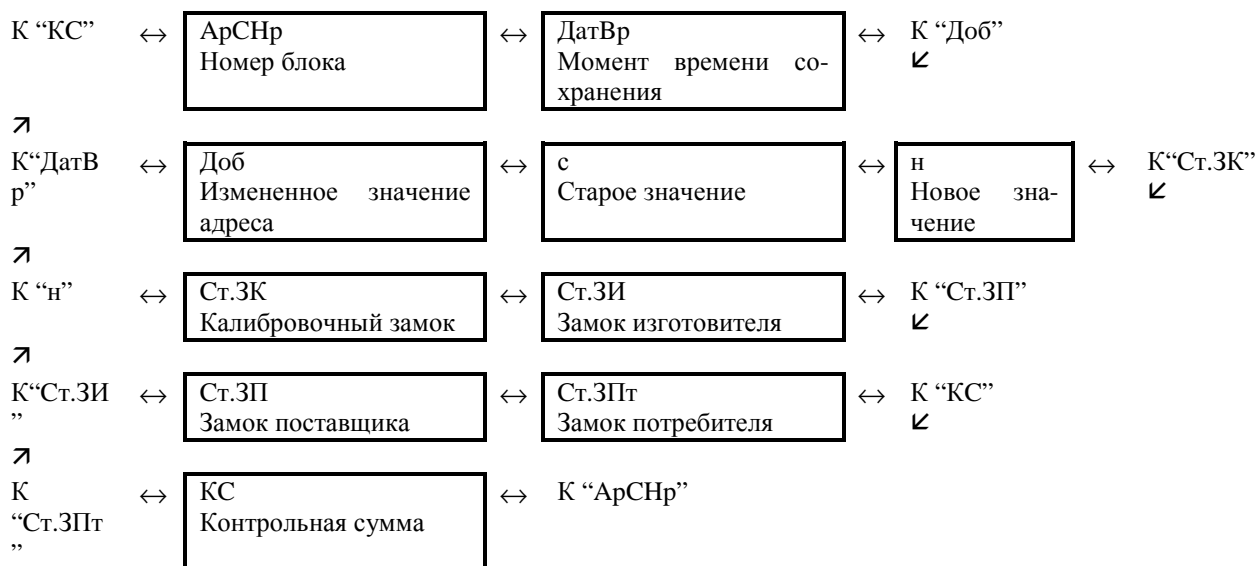 К “КС” ↔ АрСНр ↔ ДатВр ↔ К “Доб”
Номер блока Момент времени со- ↙
хранения
↗
К“ДатВ ↔ Доб ↔ с ↔ н ↔ К“Ст.ЗК”
р” Измененное значение Старое значение Новое зна- ↙
адреса чение
↗
К “н” ↔ Ст.ЗК ↔ Ст.ЗИ ↔ К “Ст.ЗП”
Калибровочный замок Замок изготовителя ↙
↗
К“Ст.ЗИ ↔ Ст.ЗП ↔ Ст.ЗПт ↔ К “КС”
” Замок поставщика Замок потребителя ↙
↗
К ↔ КС ↔ К “АрСНр”
“Ст.ЗПт Контрольная сумма
”